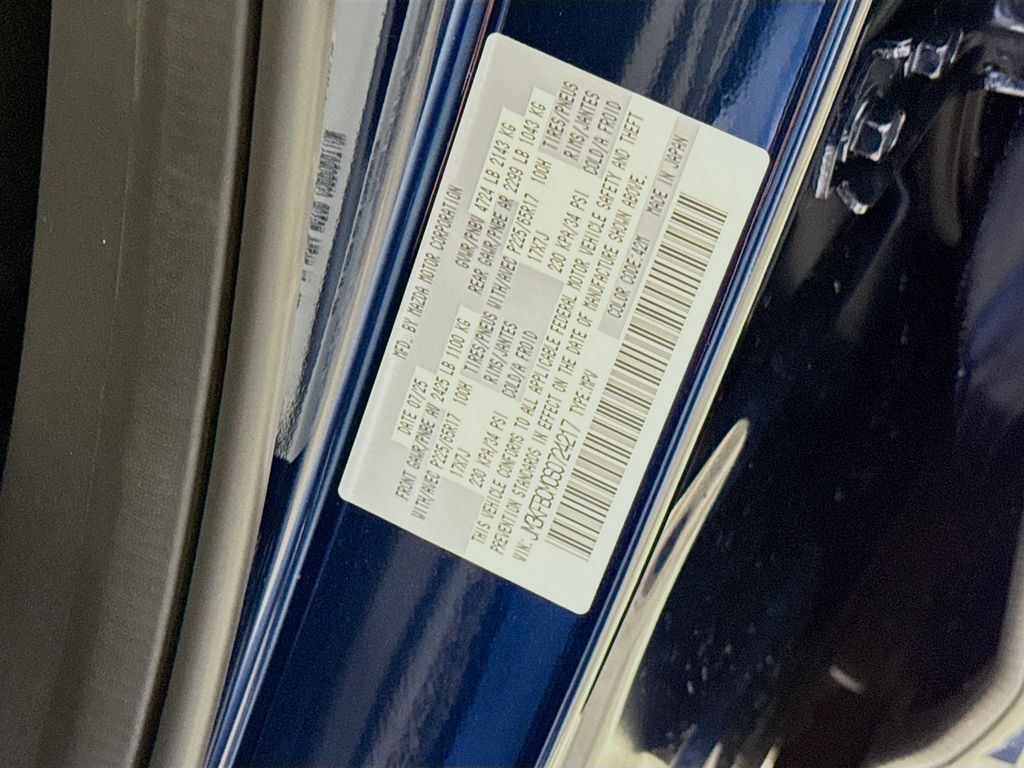 MFD. BY MAZDA MOTOR CORPORATION
DATE 07/25 GVWR/PNBV 4724 LB 2143 KG
FRONT GAWR/PNBE AV 2425 LB 1100 KG REAR GAWR/PNBE AR 2299 LB 1043 KG
WITH/AVEC P225/65R17 100H TIRES/PNEUS WITH/AVEC P225/65R17 100H TIRES/PNEUS
17X7J RMS/JANTES 17X7J RMS/JANTES
230 KPA/34 PSI COLD/A FROID 230 KPA/34 PSI COLD/A FROID
THIS VEHICLE CONFORMS TO ALL APPLICABLE FEDERAL MOTOR VEHICLE SAFETY AND THEFT
PREVENTION STANDARDS IN EFFECT ON THE DATE OF MANUFACTURE SHOWN ABOVE.
VIN: TYPE:MPV COLOR CODE:42M MADE IN JAPAN